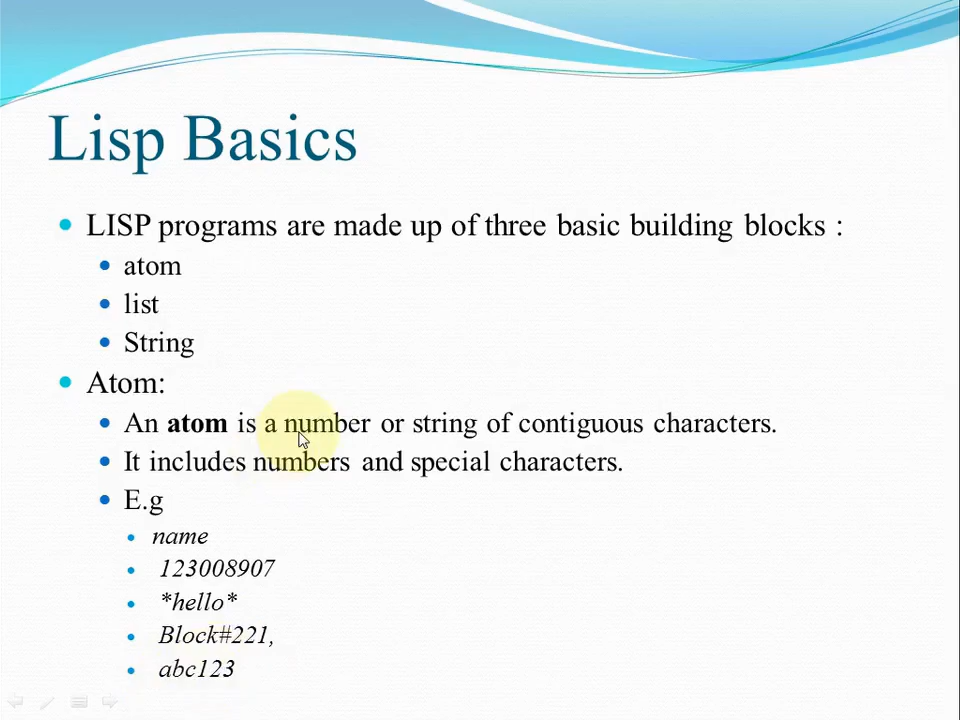 Lisp Basics
LISP programs are made up of three basic building blocks :
atom
list
String
Atom:
An atom is a number or string of contiguous characters.
It includes numbers and special characters.
E.g
name
123008907
*hello*
Block#221,
abc123